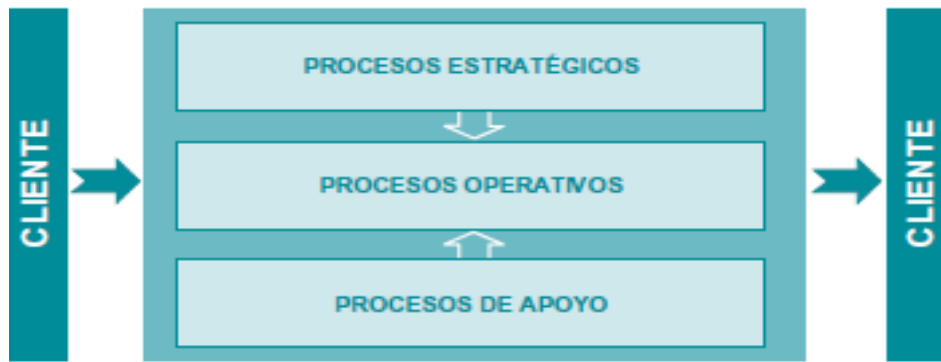 CLIENTE
PROCESOS ESTRATÉGICOS
PROCESOS OPERATIVOS
PROCESOS DE APOYO
CLIENTE